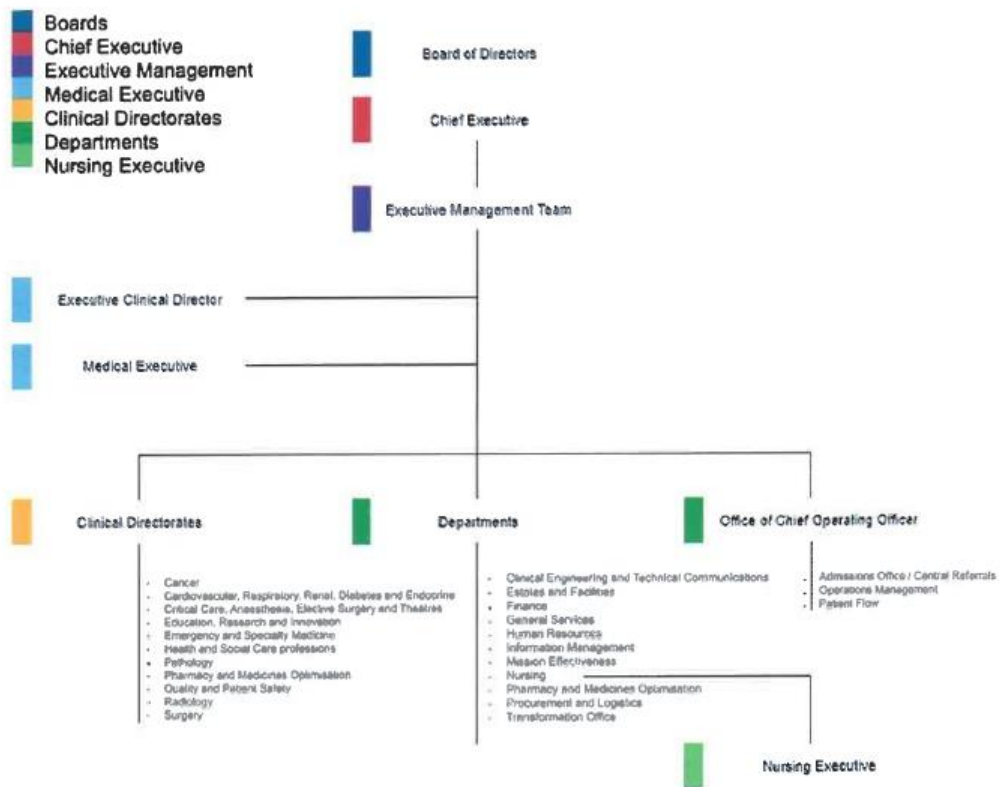 Boards
Chief Executive
Executive Management
Medical Executive
Clinical Directorates
Departments
Nursing Executive
Board of Directors
Chief Executive
Executive Management Team
Executive Clinical Director
Medical Executive
Clinical Directorates
- Cancer
- Cardiovascular, Respiratory, Renal, Diabetes and Endocrine
- Critical Care, Anaesthesia, Elective Surgery and Theatres
- Education, Research and Innovation
- Emergency and Specialty Medicine
- Health and Social Care professions
- Pathology
- Pharmacy and Medicines Optimisation
- Quality and Patient Safety
- Radiology
- Surgery
Departments
- Clinical Engineering and Technical Communications
- Estates and Facilities
- Finance
- General Services
- Human Resources
- Information Management
- Mission Effectiveness
- Nursing
- Pharmacy and Medicines Optimisation
- Procurement and Logistics
- Transformation Office
Office of Chief Operating Officer
- Admissions Office / Central Referrals
- Operations Management
- Patient Flow
Nursing Executive